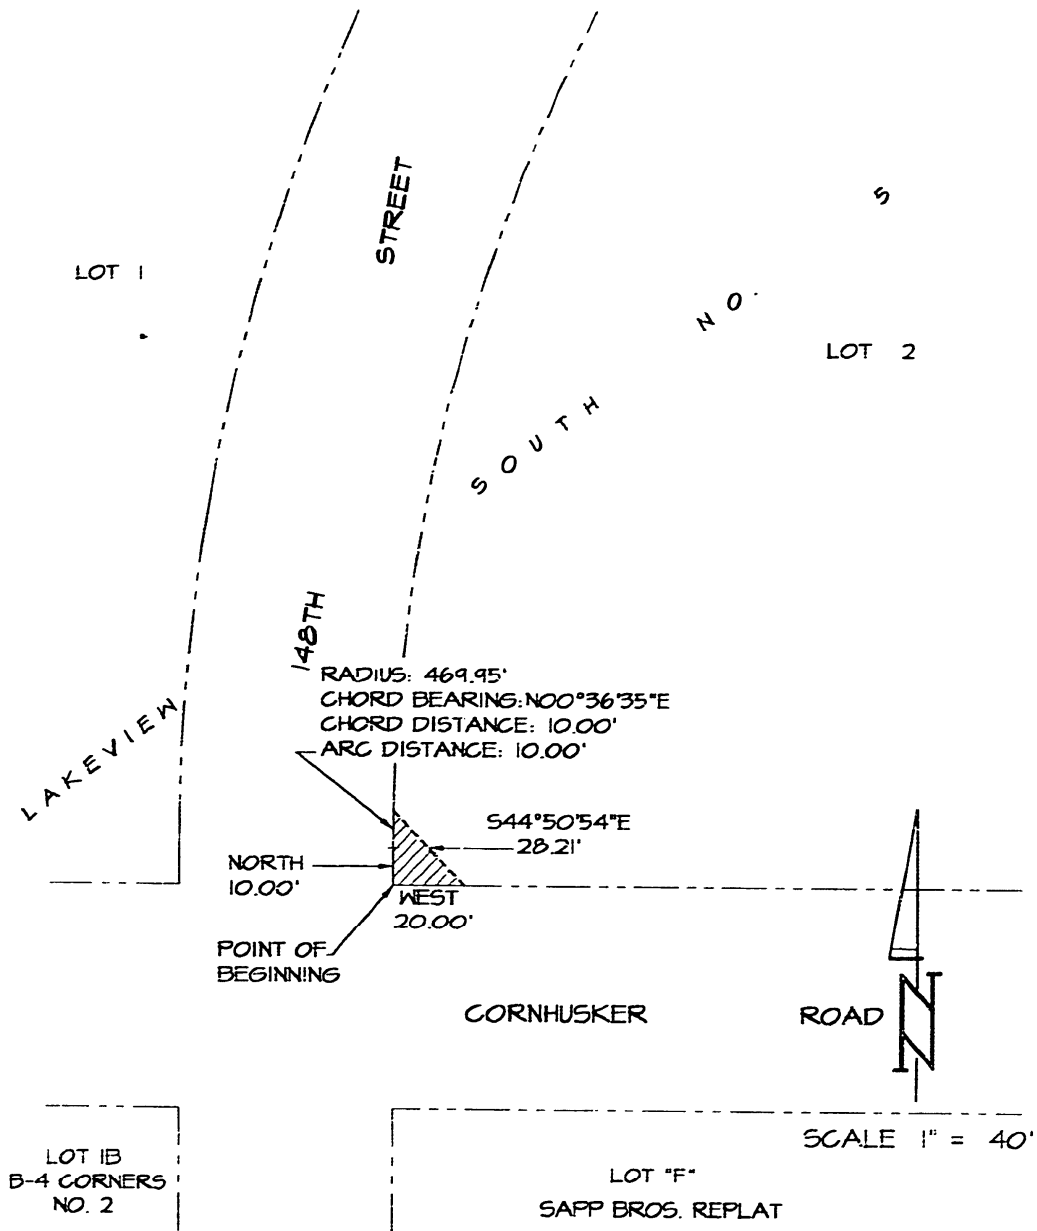 STREET
5
LOT 1
NO.
LOT 2
SOUTH
148TH
RADIUS: 469.95'
CHORD BEARING: N00°36'35"E
CHORD DISTANCE: 10.00'
ARC DISTANCE: 10.00'
LAKEVIEW
S44°50'54"E
28.21'
NORTH
10.00'
WEST
20.00'
POINT OF
BEGINNING
CORNHUSKER ROAD
N
SCALE 1" = 40'
LOT 1B
B-4 CORNERS
NO. 2
LOT "F"
SAPP BROS. REPLAT